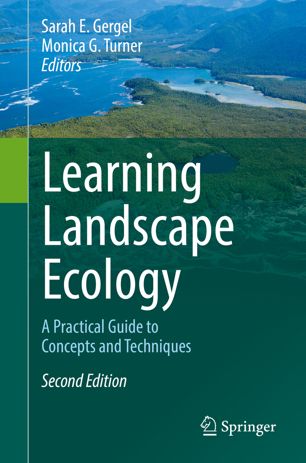 Sarah E. Gergel
Monica G. Turner
Editors
Learning
Landscape
Ecology
A Practical Guide to
Concepts and Techniques
Second Edition
Springer